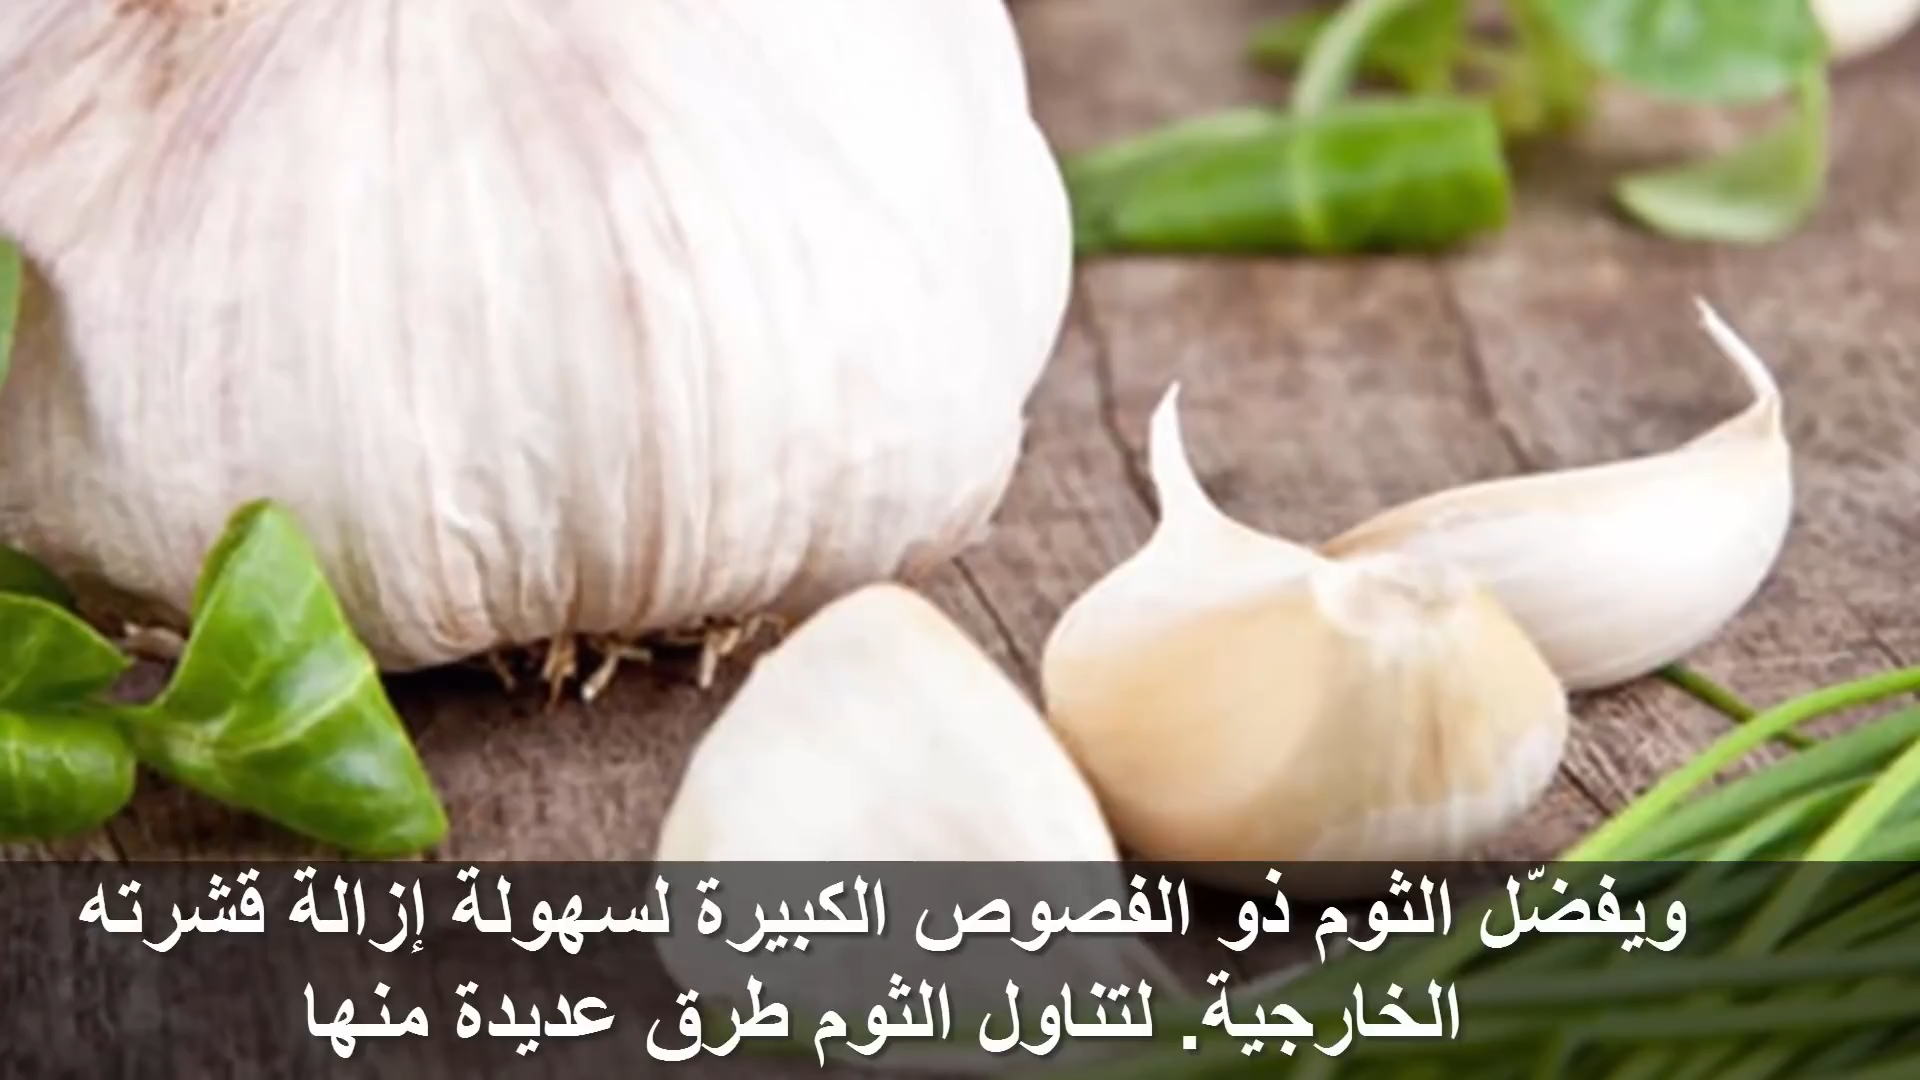 ويفضّل الثوم ذو الفصوص الكبيرة لسهولة إزالة قشرته
الخارجية. لتناول الثوم طرق عديدة منها